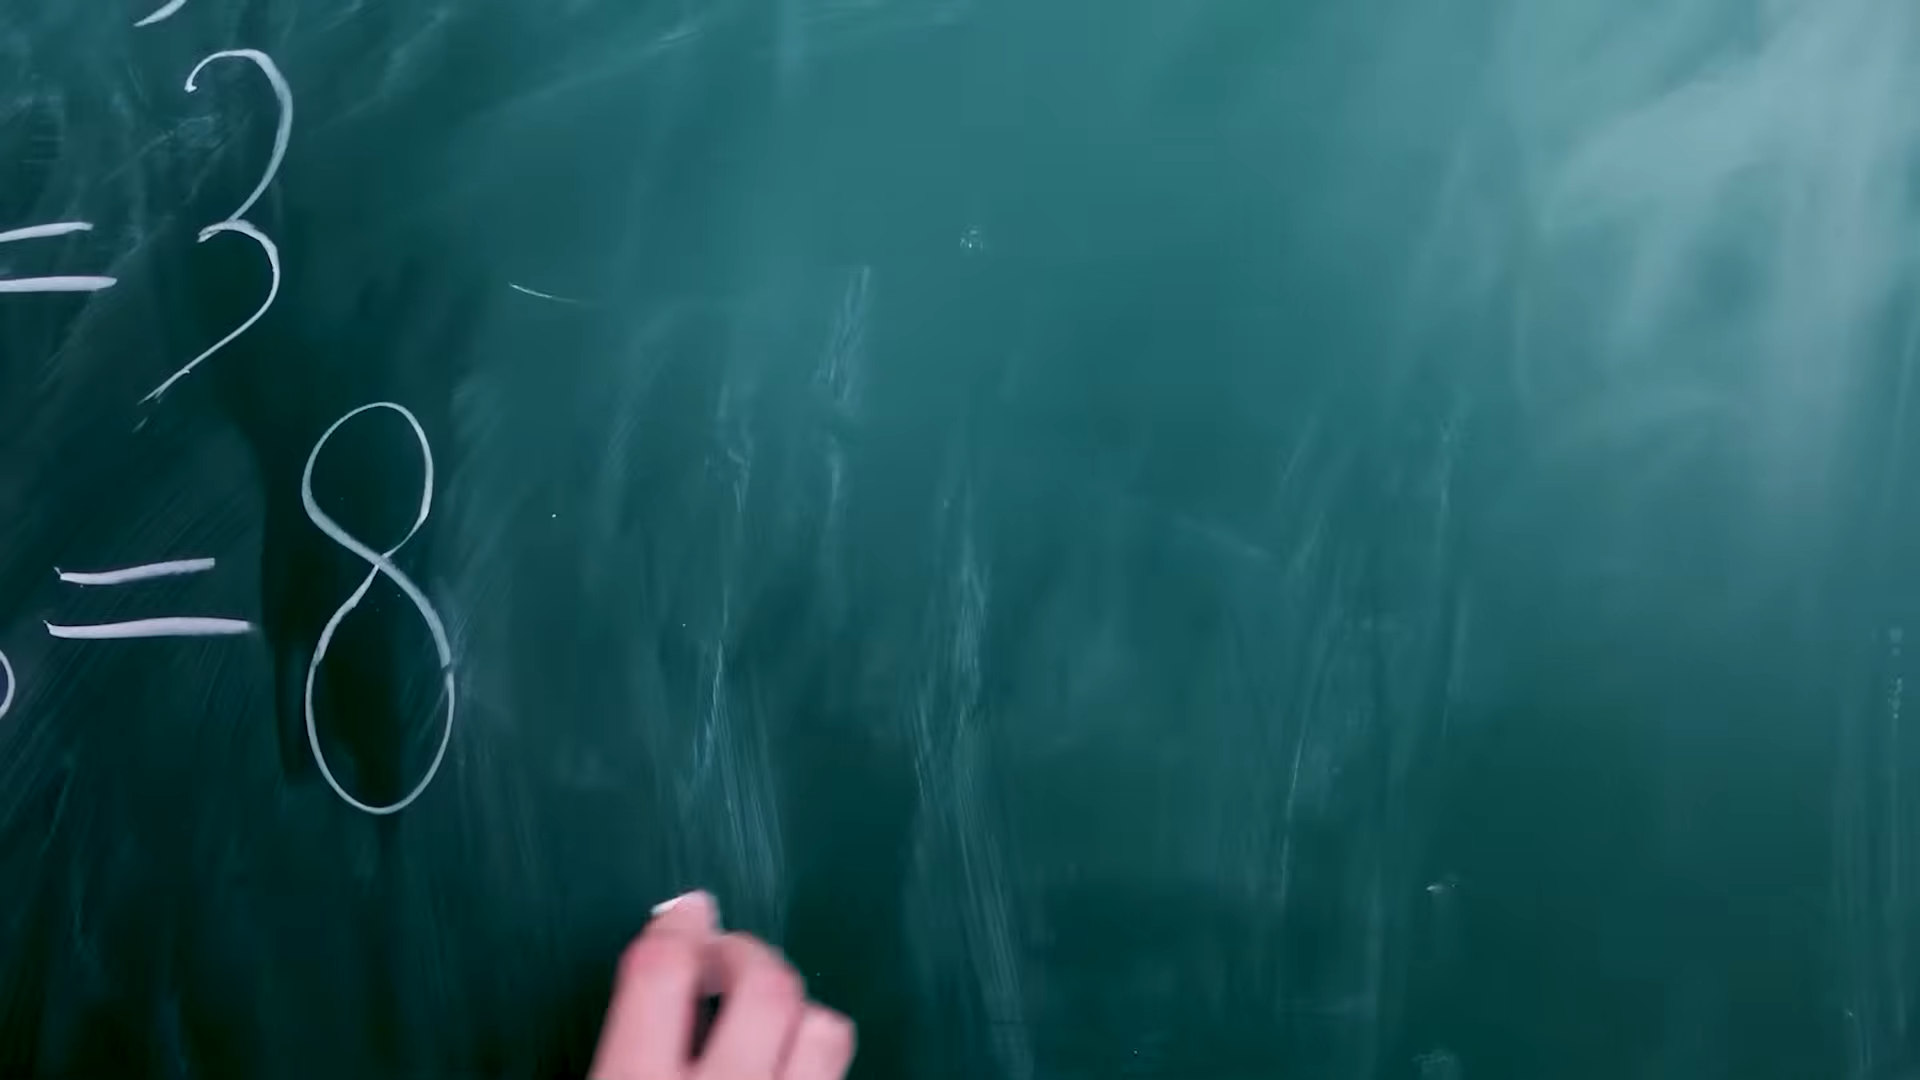 = 3
= 8